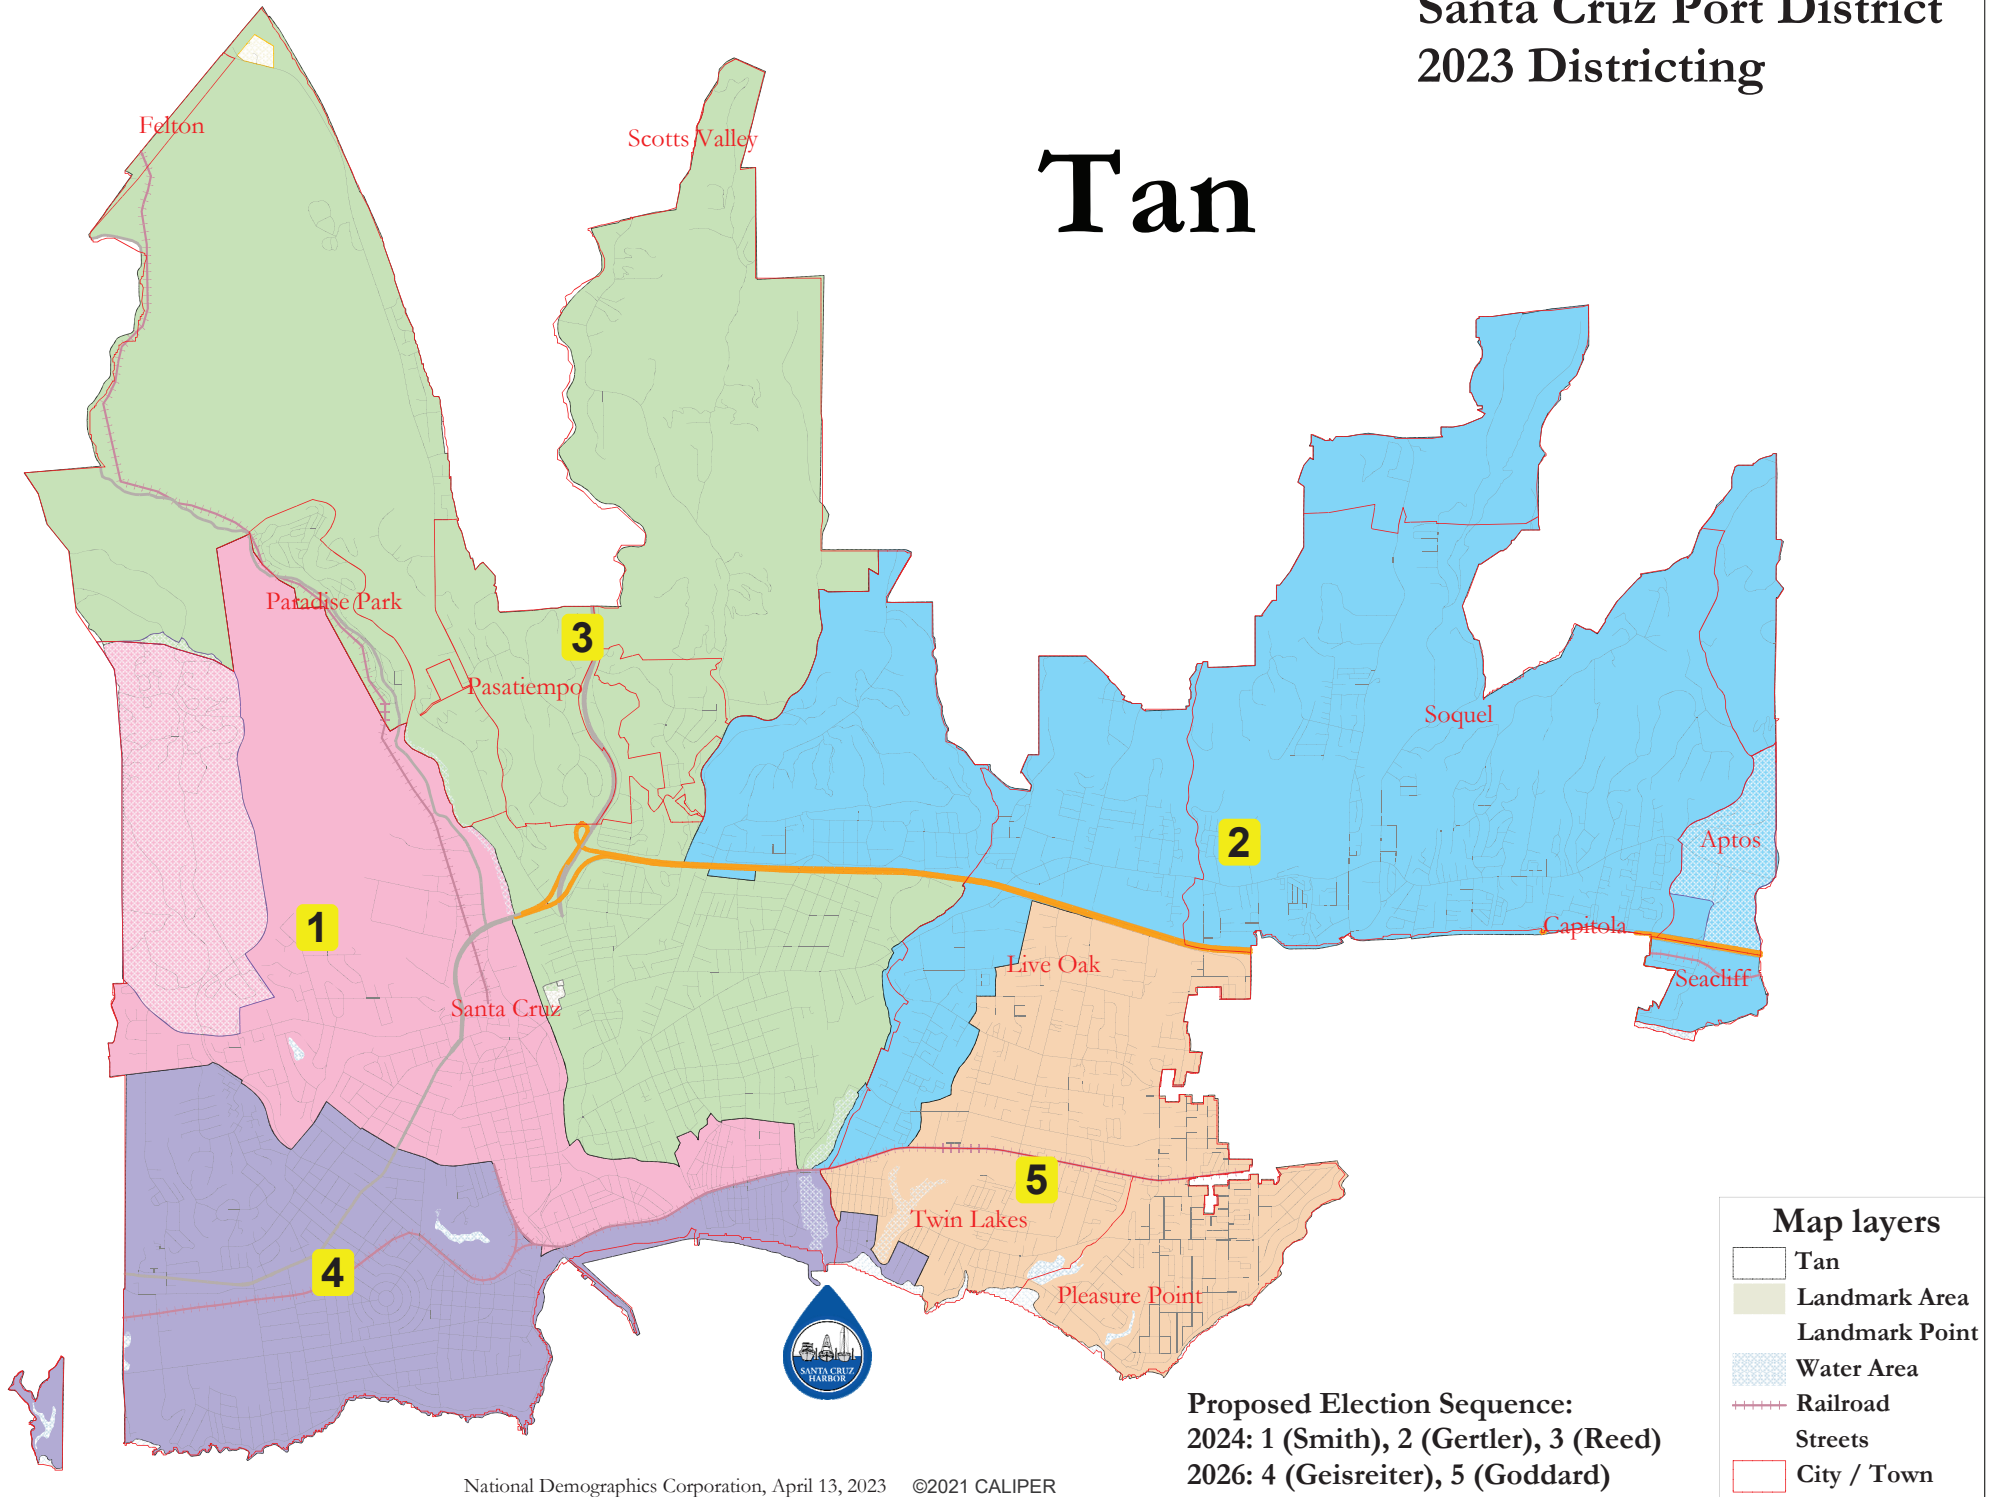 Santa Cruz Port District
2023 Districting
Tan
Felton
Scotts Valley
Paradise Park
3
Pasatiempo
Soquel
2
Aptos
1
Capitola
Live Oak
Seacliff
Santa Cruz
5
Twin Lakes
4
Pleasure Point
SANTA CRUZ
HARBOR
Map layers
Tan
Landmark Area
Landmark Point
Water Area
Railroad
Streets
City / Town
Proposed Election Sequence:
2024: 1 (Smith), 2 (Gertler), 3 (Reed)
2026: 4 (Geisreiter), 5 (Goddard)
National Demographics Corporation, April 13, 2023 ©2021 CALIPER